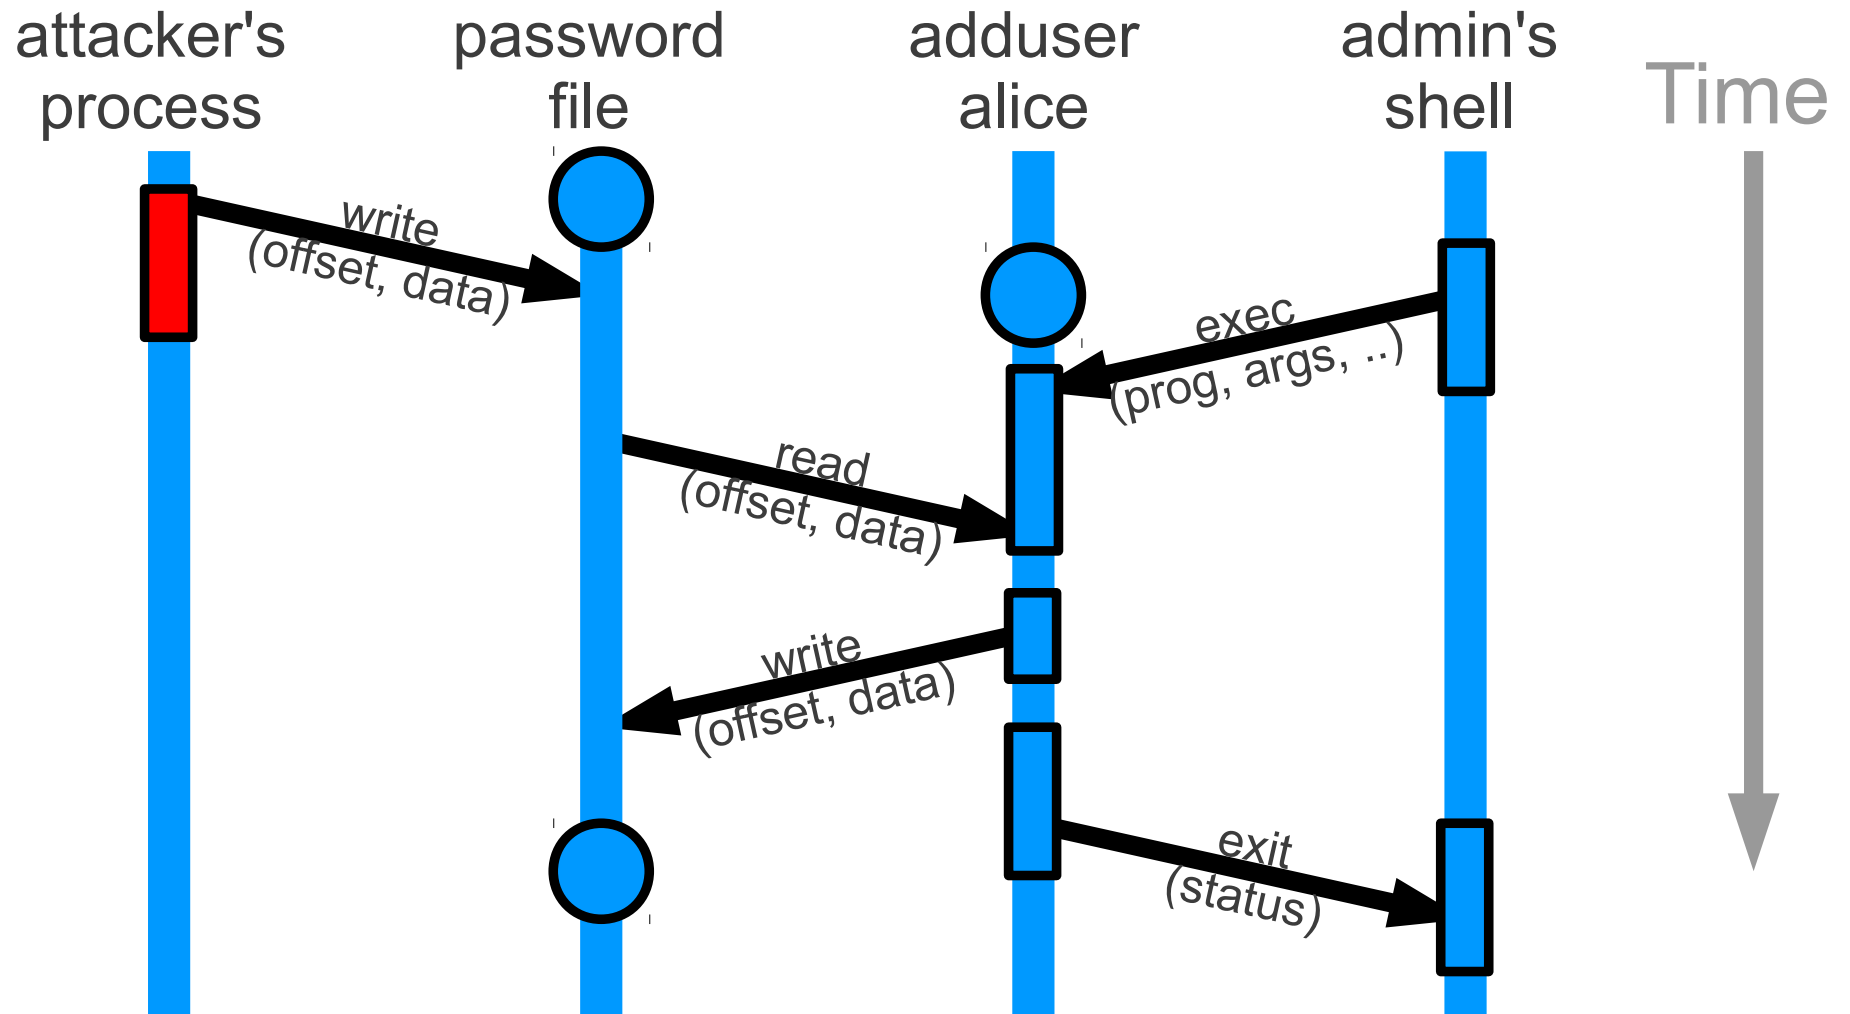 attacker's
process
password
file
adduser
alice
admin's
shell
Time
write
(offset, data)
exec
(prog, args, ..)
read
(offset, data)
write
(offset, data)
exit
(status)